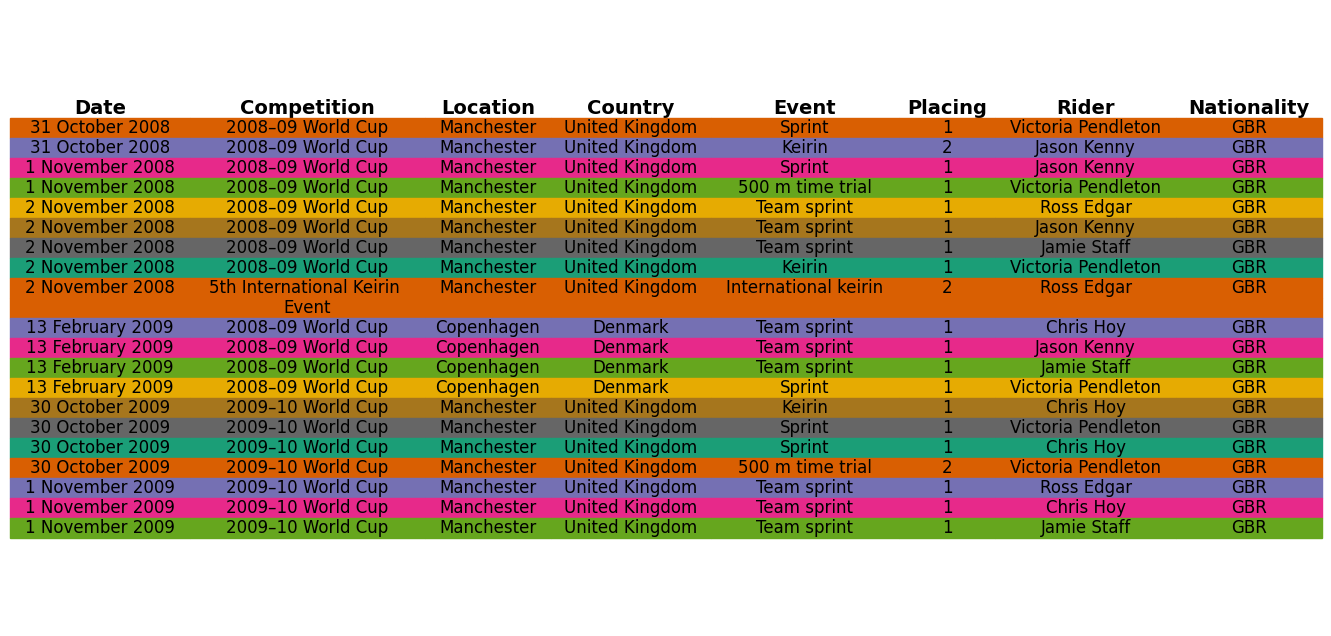 Date Competition Location Country Event Placing Rider Nationality
31 October 2008 2008–09 World Cup Manchester United Kingdom Sprint 1 Victoria Pendleton GBR
31 October 2008 2008–09 World Cup Manchester United Kingdom Keirin 2 Jason Kenny GBR
1 November 2008 2008–09 World Cup Manchester United Kingdom Sprint 1 Jason Kenny GBR
1 November 2008 2008–09 World Cup Manchester United Kingdom 500 m time trial 1 Victoria Pendleton GBR
2 November 2008 2008–09 World Cup Manchester United Kingdom Team sprint 1 Ross Edgar GBR
2 November 2008 2008–09 World Cup Manchester United Kingdom Team sprint 1 Jason Kenny GBR
2 November 2008 2008–09 World Cup Manchester United Kingdom Team sprint 1 Jamie Staff GBR
2 November 2008 2008–09 World Cup Manchester United Kingdom Keirin 1 Victoria Pendleton GBR
2 November 2008 5th International Keirin Manchester United Kingdom International keirin 2 Ross Edgar GBR
Event
13 February 2009 2008–09 World Cup Copenhagen Denmark Team sprint 1 Chris Hoy GBR
13 February 2009 2008–09 World Cup Copenhagen Denmark Team sprint 1 Jason Kenny GBR
13 February 2009 2008–09 World Cup Copenhagen Denmark Team sprint 1 Jamie Staff GBR
13 February 2009 2008–09 World Cup Copenhagen Denmark Sprint 1 Victoria Pendleton GBR
30 October 2009 2009–10 World Cup Manchester United Kingdom Keirin 1 Chris Hoy GBR
30 October 2009 2009–10 World Cup Manchester United Kingdom Sprint 1 Victoria Pendleton GBR
30 October 2009 2009–10 World Cup Manchester United Kingdom Sprint 1 Chris Hoy GBR
30 October 2009 2009–10 World Cup Manchester United Kingdom 500 m time trial 2 Victoria Pendleton GBR
1 November 2009 2009–10 World Cup Manchester United Kingdom Team sprint 1 Ross Edgar GBR
1 November 2009 2009–10 World Cup Manchester United Kingdom Team sprint 1 Chris Hoy GBR
1 November 2009 2009–10 World Cup Manchester United Kingdom Team sprint 1 Jamie Staff GBR